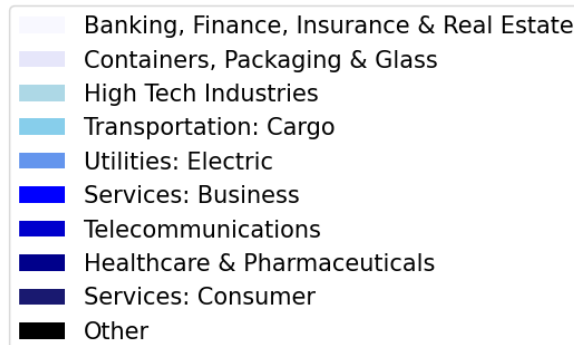 Banking, Finance, Insurance & Real Estate
Containers, Packaging & Glass
High Tech Industries
Transportation: Cargo
Utilities: Electric
Services: Business
Telecommunications
Healthcare & Pharmaceuticals
Services: Consumer
Other